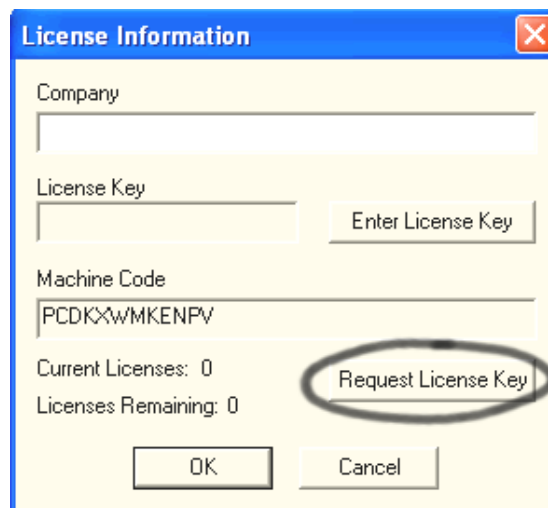 License Information
Company
License Key
Enter License Key
Machine Code
PCDKXWMKENPV
Current Licenses: 0
Request License Key
Licenses Remaining: 0
OK Cancel